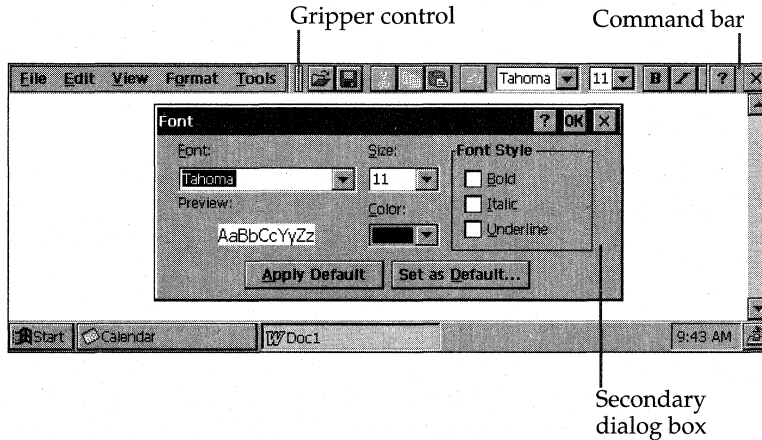 Gripper control
Command bar
File Edit View Format Tools Tahoma 11 B I ? X
Font ? OK X
Font: Size: Font Style
Tahoma 11 Bold
Preview: Color: Italic
AaBbCcYyZz Underline
Apply Default Set as Default...
Start Calendar W Doc1 9:43 AM
Secondary
dialog box